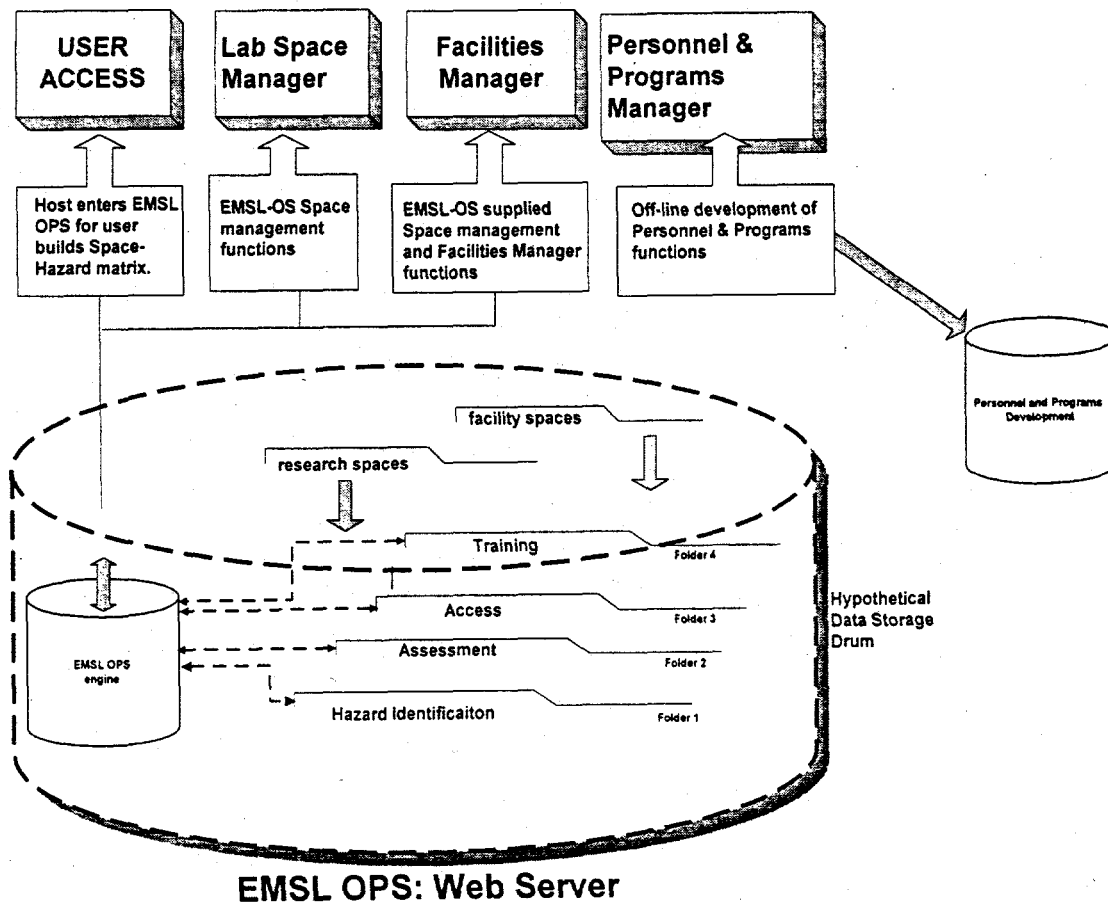 USER
ACCESS
Lab Space
Manager
Facilities
Manager
Personnel &
Programs
Manager
Host enters EMSL
OPS for user
builds Space-
Hazard matrix.
EMSL-OS Space
management
functions
EMSL-OS supplied
Space management
and Facilities Manager
functions
Off-line development of
Personnel & Programs
functions
Personnel and Programs
Development
facility spaces
research spaces
Training
Folder 4
Access
Folder 3
Assessment
Folder 2
Hazard Identificaiton
Folder 1
EMSL OPS
engine
Hypothetical
Data Storage
Drum
EMSL OPS: Web Server